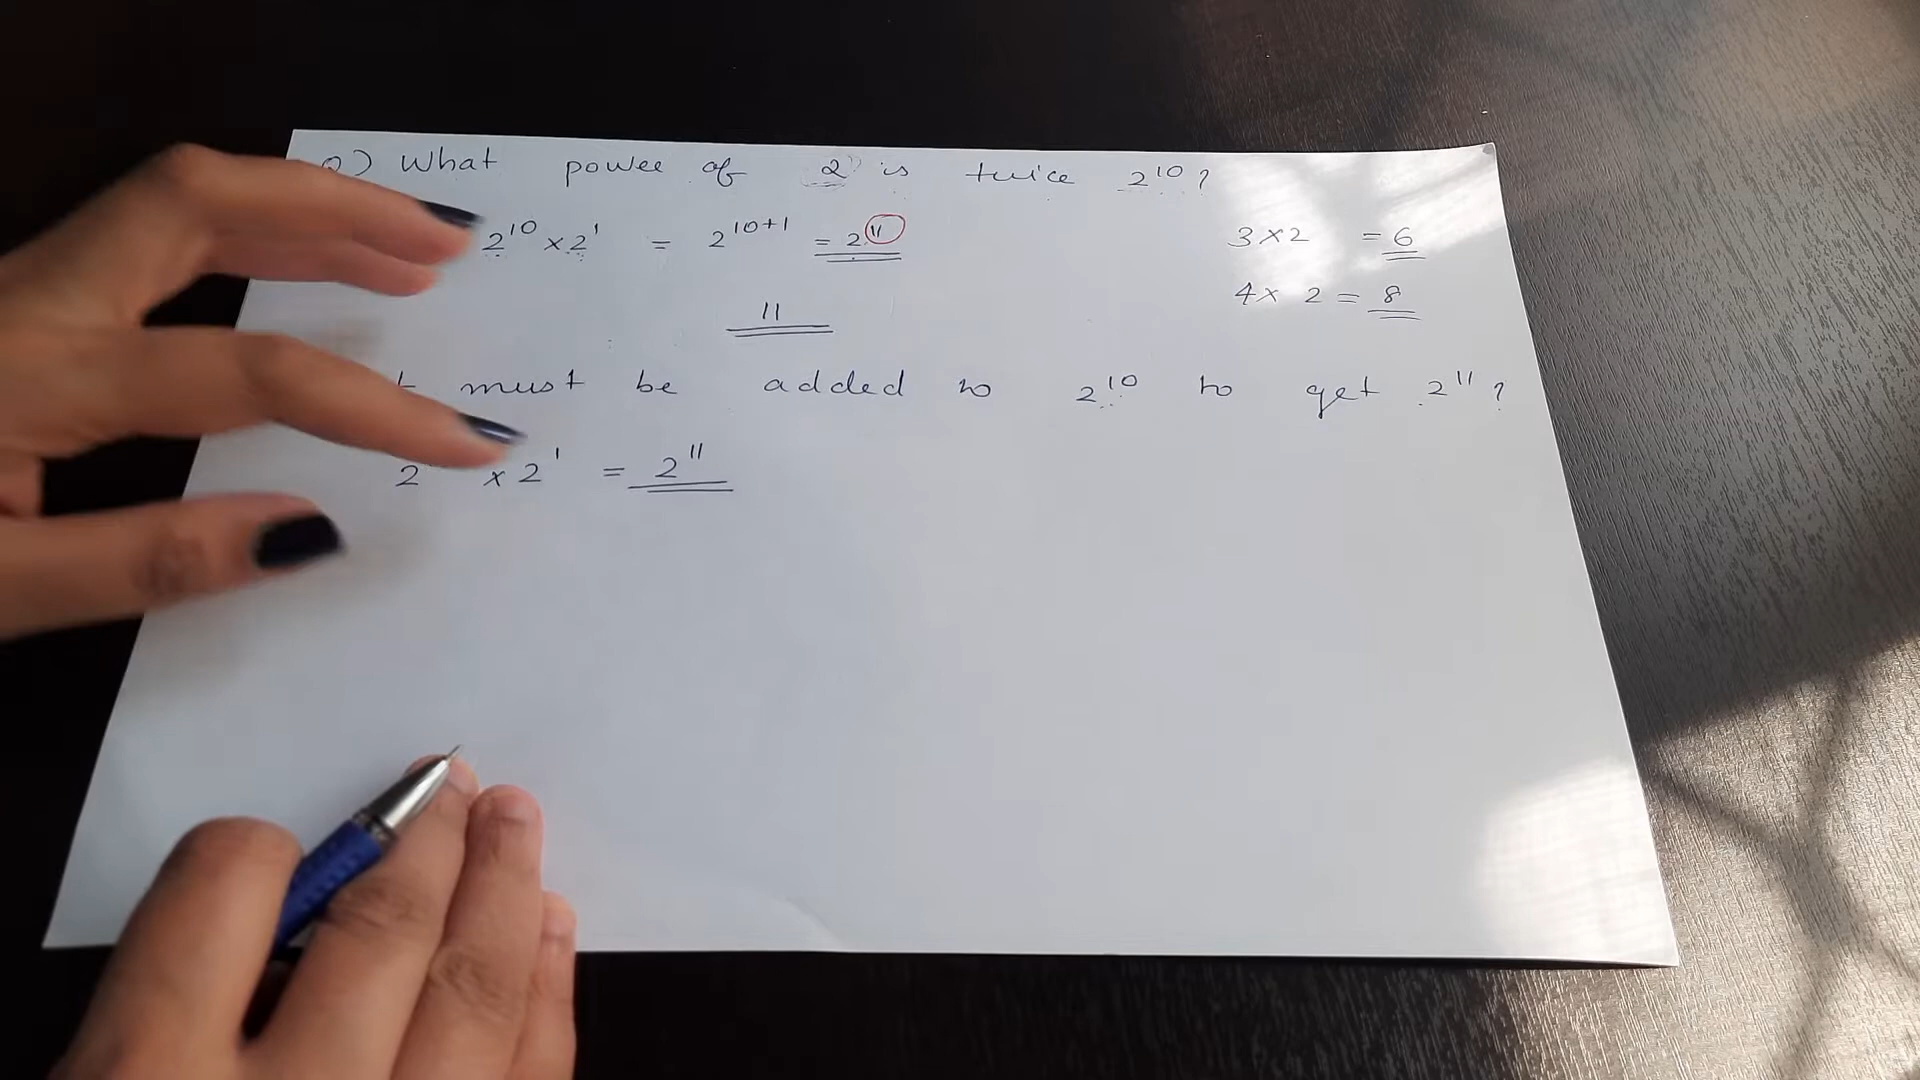 Q) What power of 2 is twice 2¹⁰?
2¹⁰ × 2¹ = 2¹⁰⁺¹ = 2¹¹
3 × 2 = 6
11
4 × 2 = 8
must be added to 2¹⁰ to get 2¹¹?
2 × 2¹ = 2¹¹